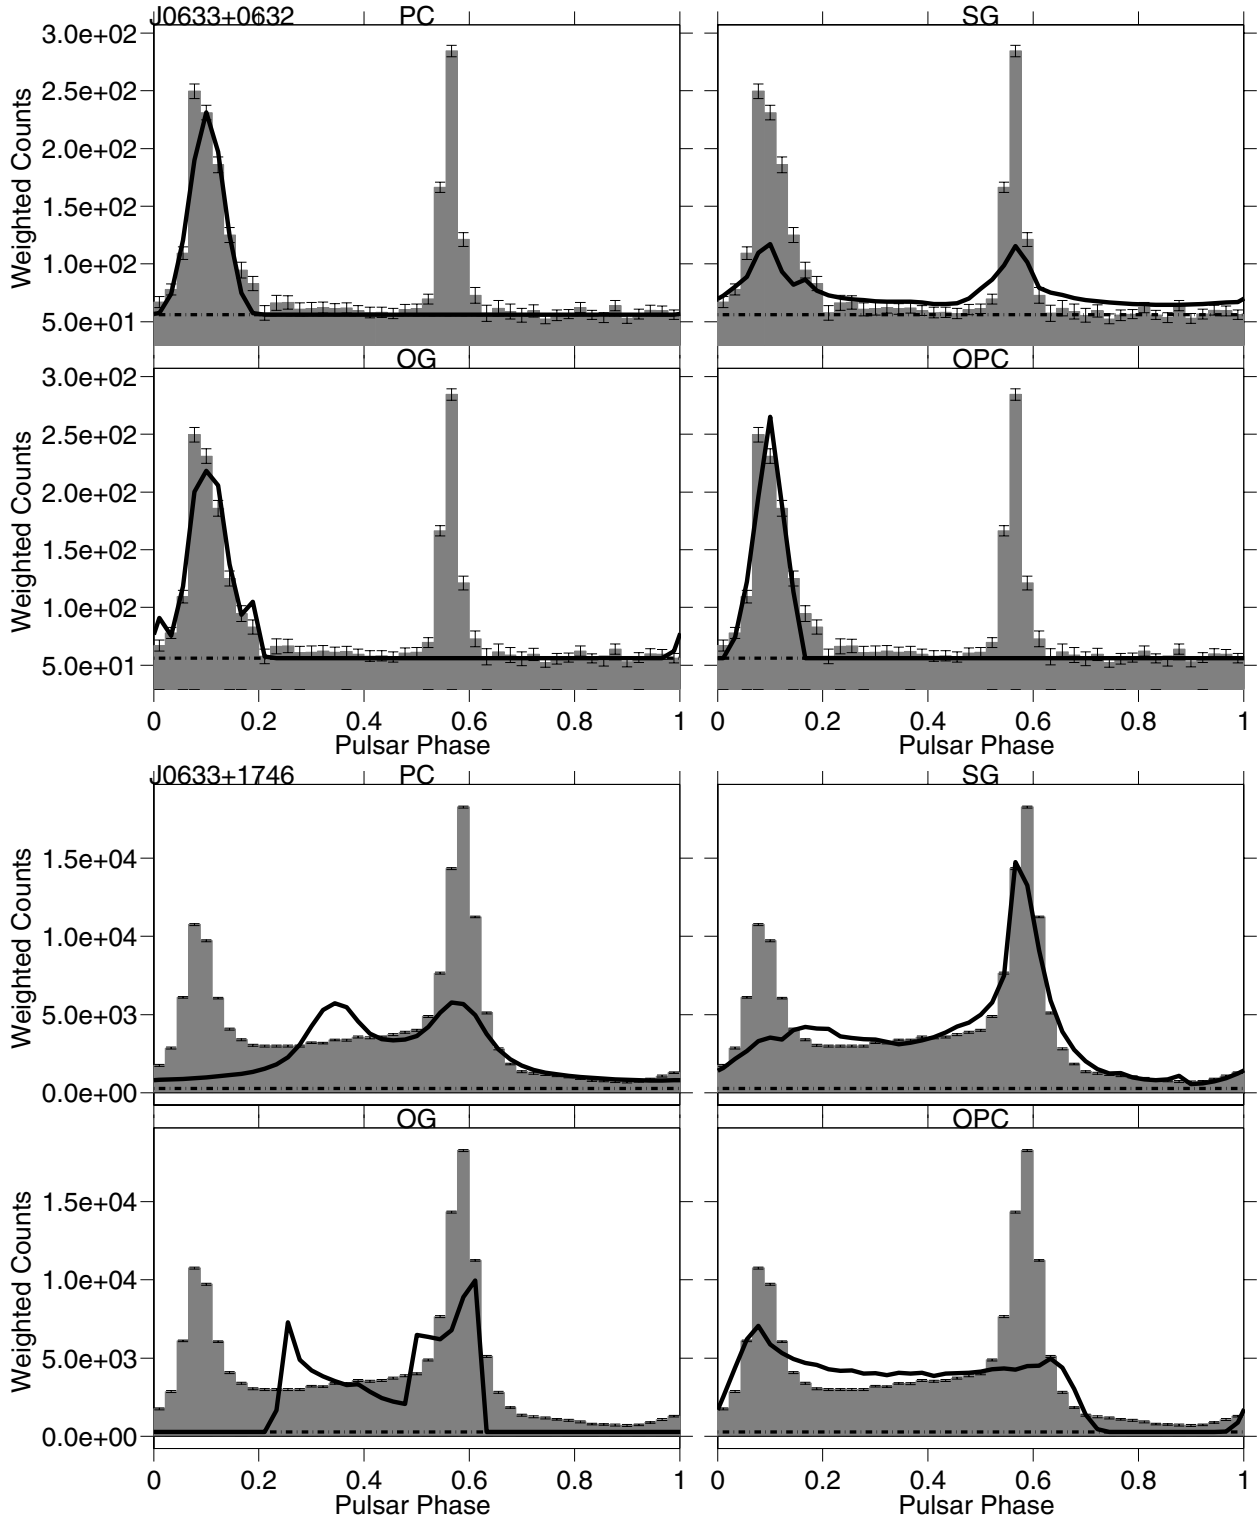 J0633+0632 PC SG
3.0e+02
2.5e+02
2.0e+02
1.5e+02
1.0e+02
5.0e+01
Weighted Counts
OG OPC
3.0e+02
2.5e+02
2.0e+02
1.5e+02
1.0e+02
5.0e+01
Weighted Counts
0 0.2 0.4 0.6 0.8 1 0 0.2 0.4 0.6 0.8 1
Pulsar Phase Pulsar Phase
J0633+1746 PC SG
1.5e+04
1.0e+04
5.0e+03
0.0e+00
Weighted Counts
OG OPC
1.5e+04
1.0e+04
5.0e+03
0.0e+00
Weighted Counts
0 0.2 0.4 0.6 0.8 1 0 0.2 0.4 0.6 0.8 1
Pulsar Phase Pulsar Phase